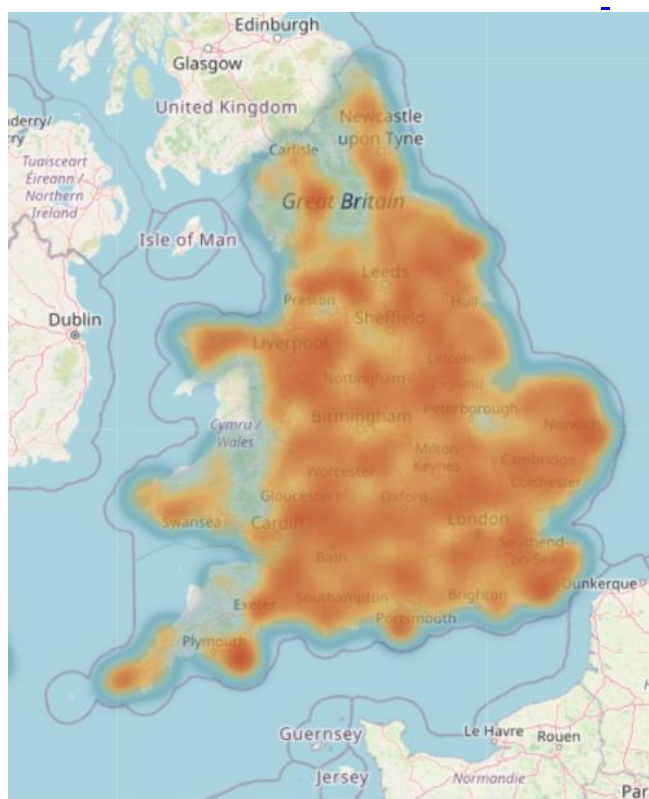 Edinburgh
Glasgow
United Kingdom
Newcastle
upon Tyne
Carlisle
Tuaisceart
Éireann /
Northern
Ireland
Great Britain
Isle of Man
Leeds
Preston
Hull
Dublin
Sheffield
Liverpool
Lincoln
Nottingham
England
Peterborough
Birmingham
Norwich
Cymru /
Wales
Milton
Keynes
Cambridge
Worcester
Colchester
Gloucester
Oxford
Swansea
Cardiff
London
Southend
-on-Sea
Bath
Dunkerque
Exeter
Southampton
Brighton
Portsmouth
Plymouth
Guernsey
Le Havre
Rouen
Jersey
Normandie
Par